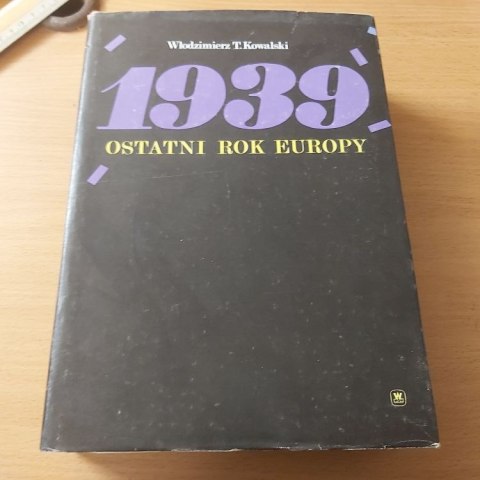 Włodzimierz T. Kowalski
1939
OSTATNI ROK EUROPY
W